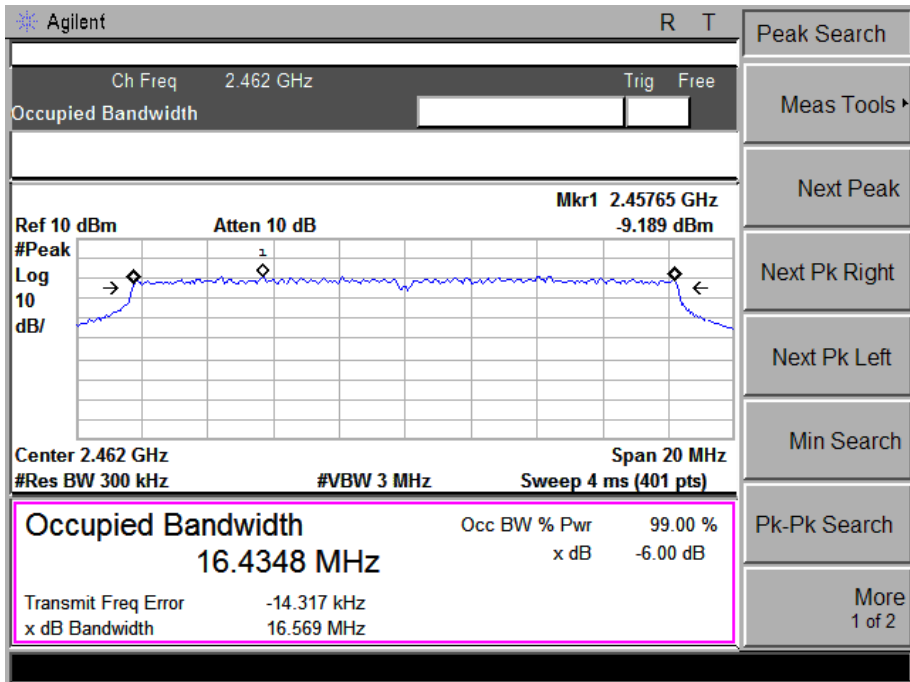 Agilent R T
Ch Freq 2.462 GHz Trig Free
Occupied Bandwidth
Mkr1 2.45765 GHz
Ref 10 dBm Atten 10 dB -9.189 dBm
#Peak
Log
10
dB/
1
Center 2.462 GHz Span 20 MHz
#Res BW 300 kHz #VBW 3 MHz Sweep 4 ms (401 pts)
Occupied Bandwidth Occ BW % Pwr 99.00 %
16.4348 MHz x dB -6.00 dB
Transmit Freq Error -14.317 kHz
x dB Bandwidth 16.569 MHz
Peak Search
Meas Tools
Next Peak
Next Pk Right
Next Pk Left
Min Search
Pk-Pk Search
More
1 of 2